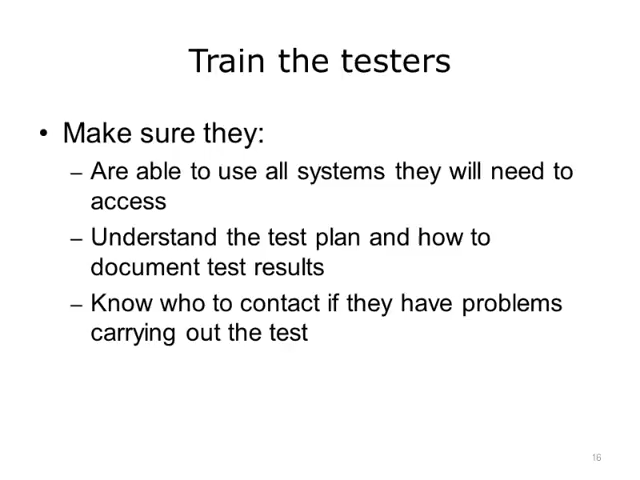 Train the testers
• Make sure they:
– Are able to use all systems they will need to
access
– Understand the test plan and how to
document test results
– Know who to contact if they have problems
carrying out the test
16